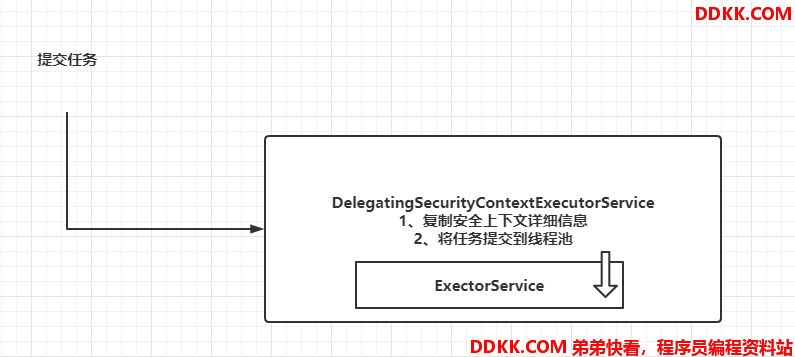 DDKK.COM
提交任务
DelegatingSecurityContextExecutorService
1、复制安全上下文详细信息
2、将任务提交到线程池
ExectorService
DDKK.COM 弟弟快看，程序员编程资料站